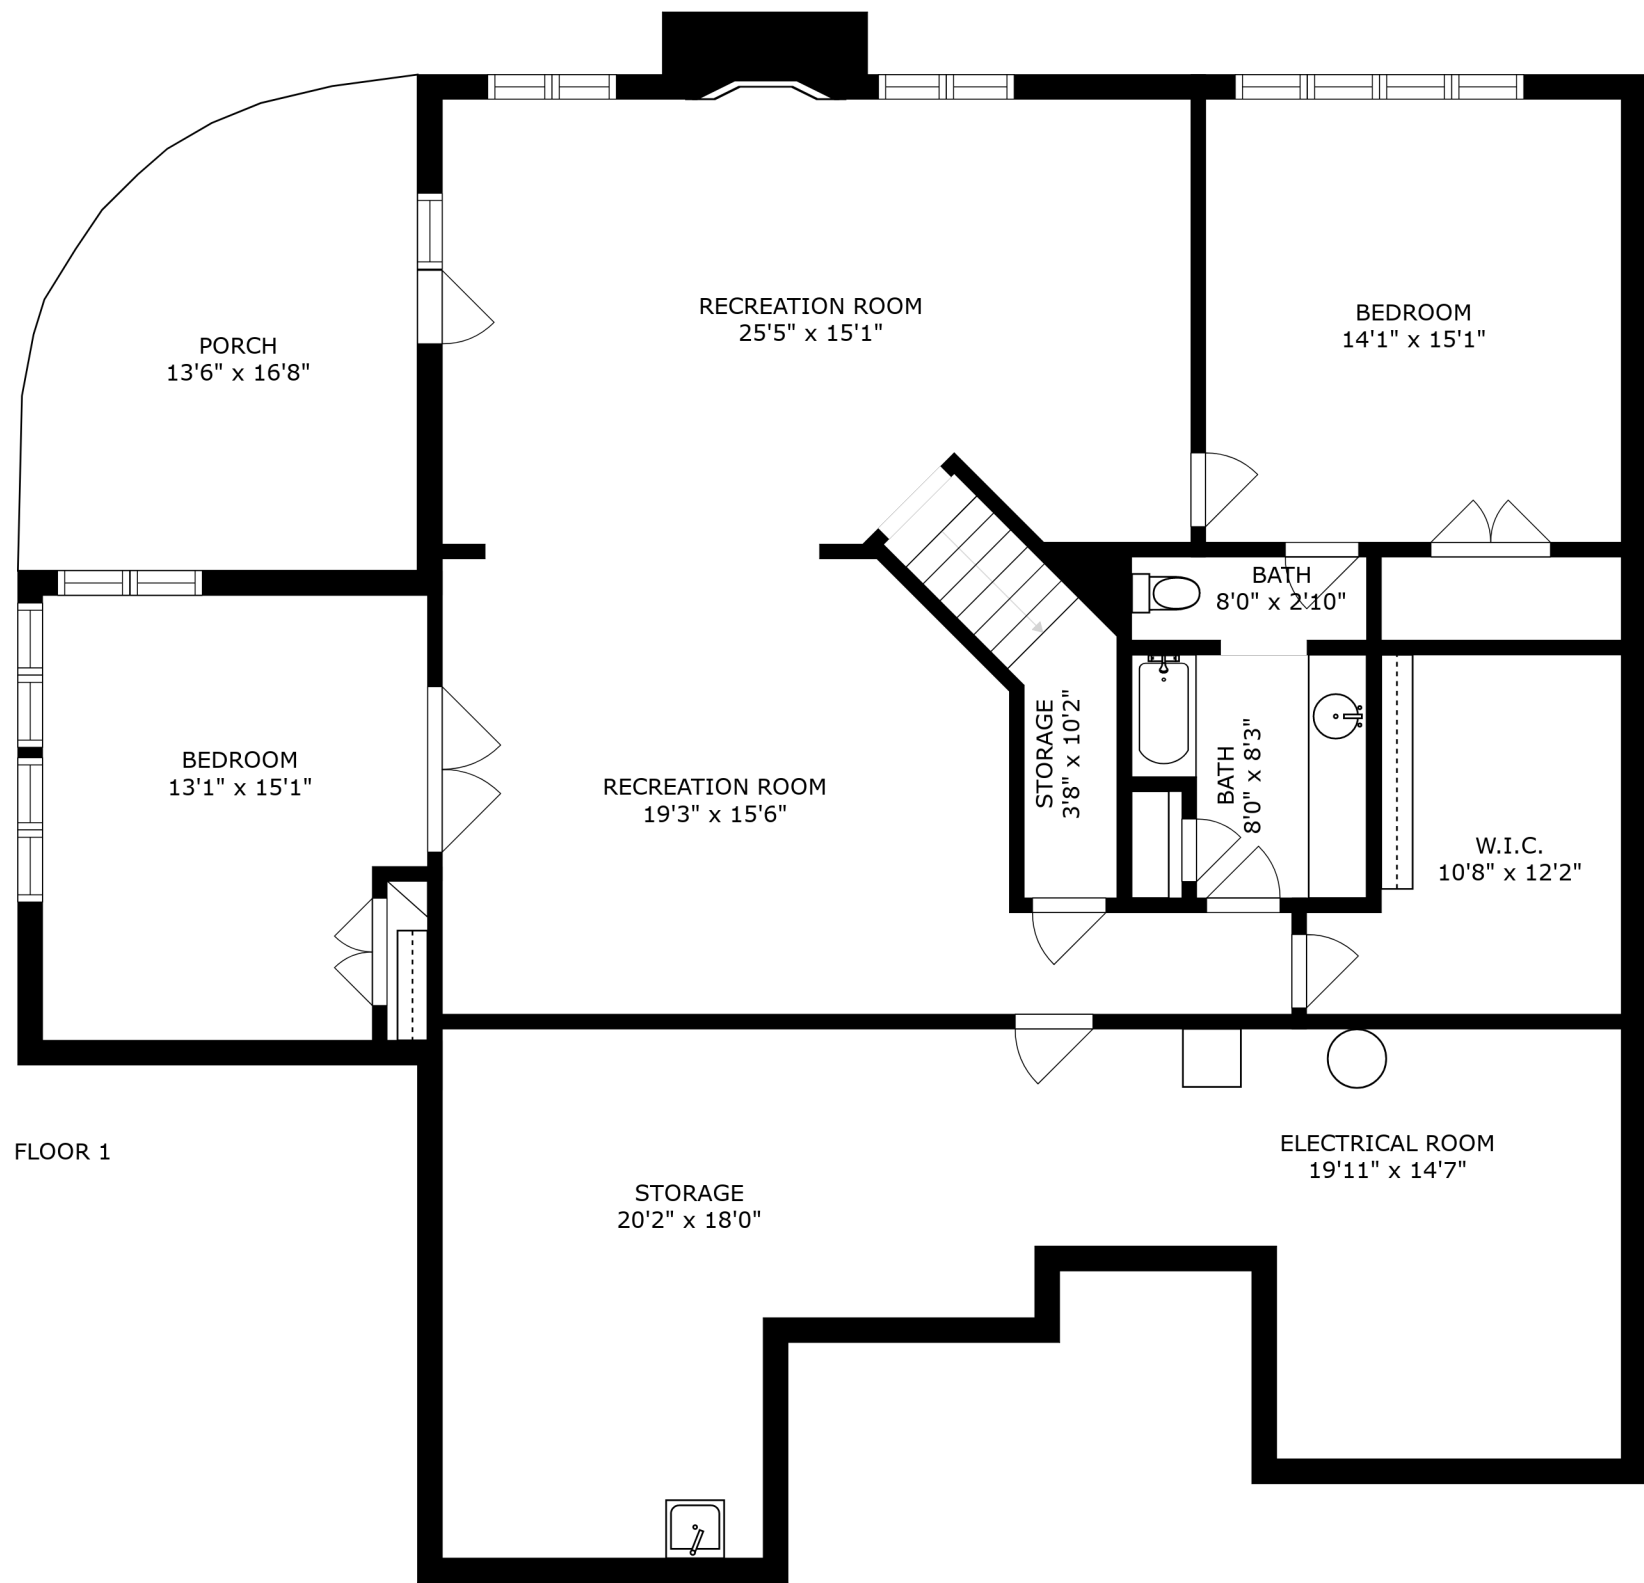 RECREATION ROOM
25'5" x 15'1"
BEDROOM
14'1" x 15'1"
PORCH
13'6" x 16'8"
BATH
8'0" x 2'10"
BEDROOM
13'1" x 15'1"
RECREATION ROOM
19'3" x 15'6"
STORAGE
3'8" x 10'2"
BATH
8'0" x 8'3"
W.I.C.
10'8" x 12'2"
FLOOR 1
ELECTRICAL ROOM
19'11" x 14'7"
STORAGE
20'2" x 18'0"